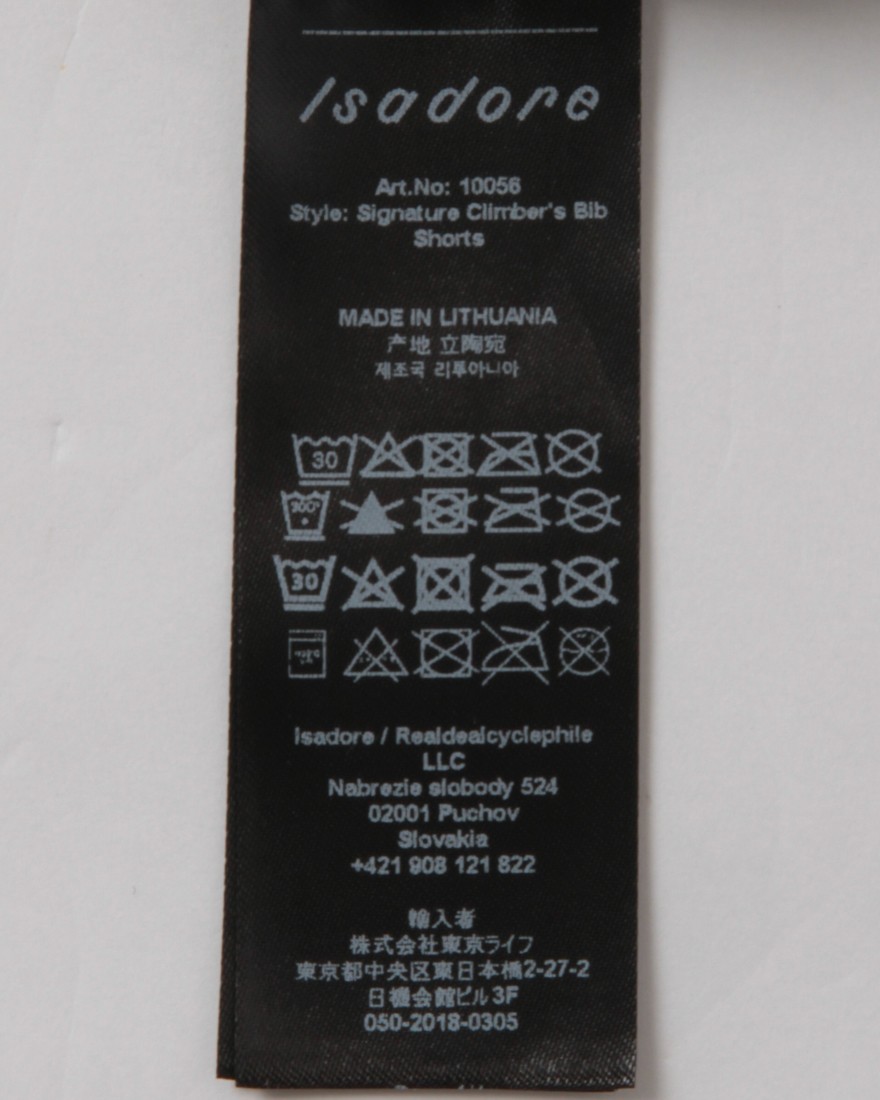 Isadore
Art.No: 10056
Style: Signature Climber's Bib
Shorts
MADE IN LITHUANIA
产地 立陶宛
제조국 리투아니아
30
30
Isadore / Realdealcyclephile
LLC
Nabrezie slobody 524
02001 Puchov
Slovakia
+421 908 121 822
輸入者
株式会社東京ライフ
東京都中央区東日本橋2-27-2
日機会館ビル3F
050-2018-0305